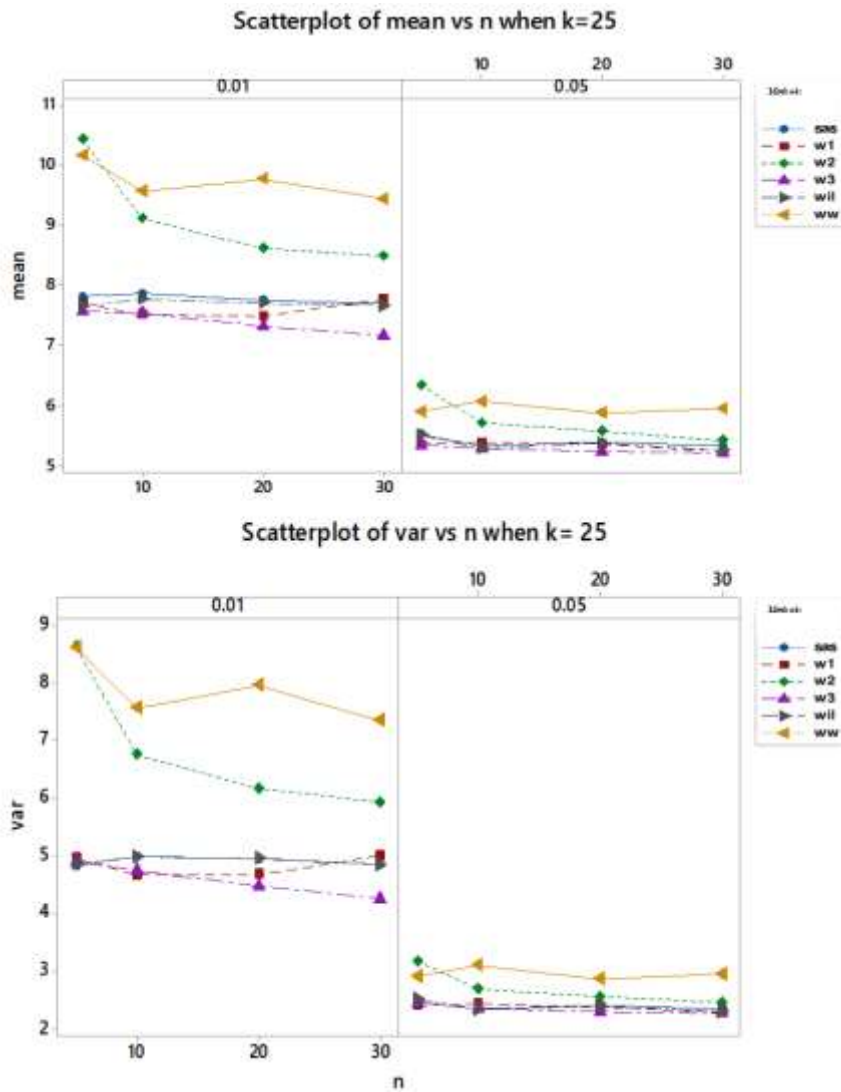 Scatterplot of mean vs n when k=25
10 20 30
0.01 0.05
11
10
9
8
7
6
5
mean
10 20 30
sas
w1
w2
w3
wil
ww
Scatterplot of var vs n when k= 25
10 20 30
0.01 0.05
9
8
7
6
5
4
3
2
var
10 20 30
n
sas
w1
w2
w3
wil
ww